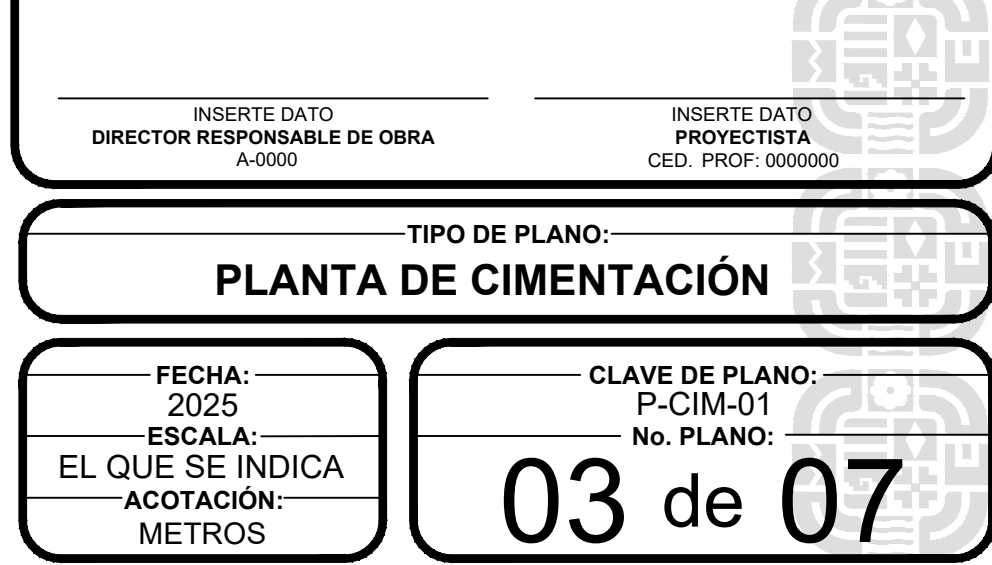 INSERTE DATO
DIRECTOR RESPONSABLE DE OBRA
A-0000
INSERTE DATO
PROYECTISTA
CED. PROF: 0000000
TIPO DE PLANO:
PLANTA DE CIMENTACIÓN
FECHA:
2025
ESCALA:
EL QUE SE INDICA
ACOTACIÓN:
METROS
CLAVE DE PLANO:
P-CIM-01
No. PLANO:
03 de 07